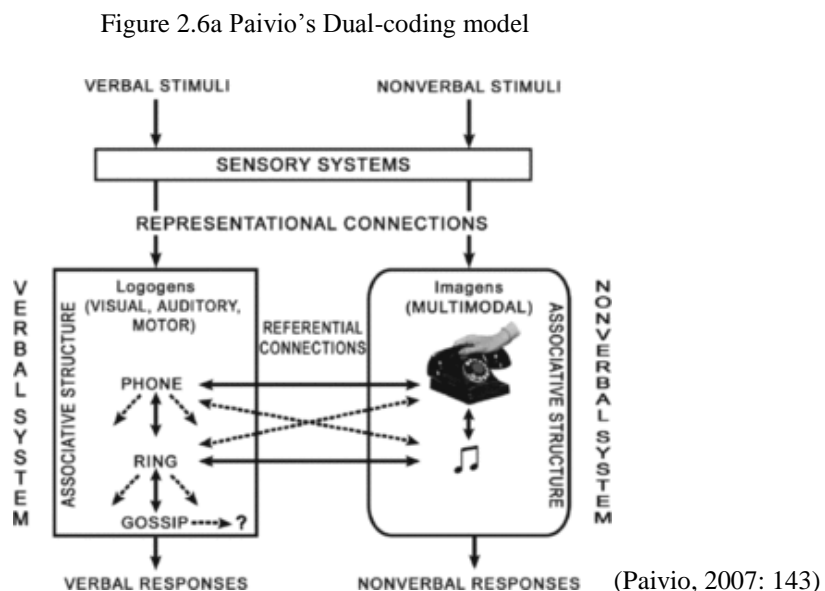 Figure 2.6a Paivio’s Dual-coding model
VERBAL STIMULI
NONVERBAL STIMULI
SENSORY SYSTEMS
REPRESENTATIONAL CONNECTIONS
VERBAL SYSTEM
ASSOCIATIVE STRUCTURE
Logogens
(VISUAL, AUDITORY,
MOTOR)
PHONE
RING
GOSSIP ?
REFERENTIAL
CONNECTIONS
Imagens
(MULTIMODAL)
ASSOCIATIVE STRUCTURE
NONVERBAL SYSTEM
VERBAL RESPONSES
NONVERBAL RESPONSES
(Paivio, 2007: 143)